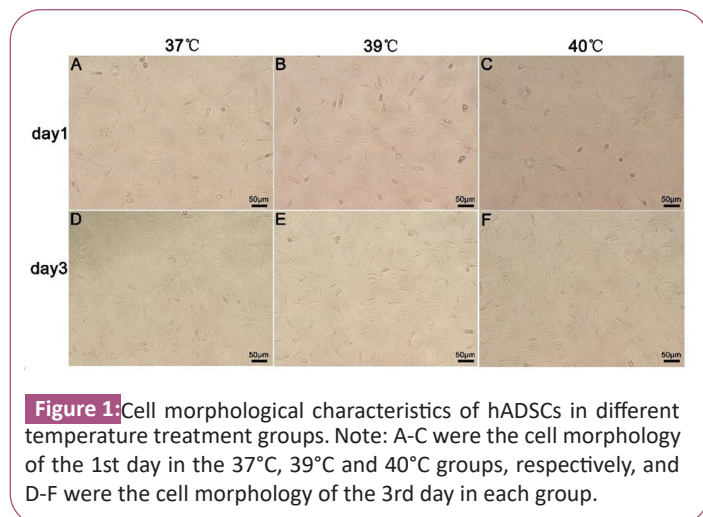 37℃ 39℃ 40℃
A B C
day1
50μm 50μm 50μm
D E F
day3
50μm 50μm 50μm
Figure 1: Cell morphological characteristics of hADSCs in different
temperature treatment groups. Note: A-C were the cell morphology
of the 1st day in the 37°C, 39°C and 40°C groups, respectively, and
D-F were the cell morphology of the 3rd day in each group.